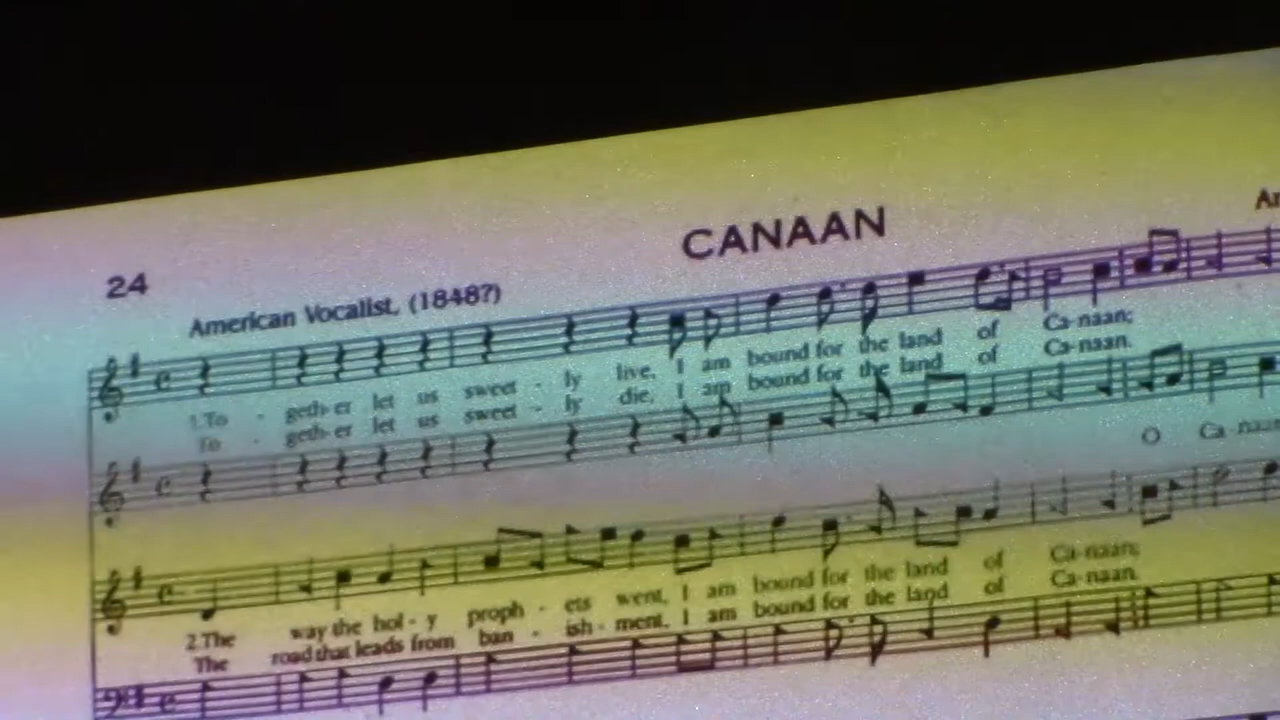 CANAAN
24
American Vocalist, (1848?)
1 To - geth-er let us sweet - ly live, I am bound for the land of Ca-naan;
To - geth-er let us sweet - ly die, I am bound for the land of Ca-naan.
O Ca-naan
2 The way the hol - y proph - ets went, I am bound for the land of Ca-naan;
The road that leads from ban - ish - ment, I am bound for the land of Ca-naan.